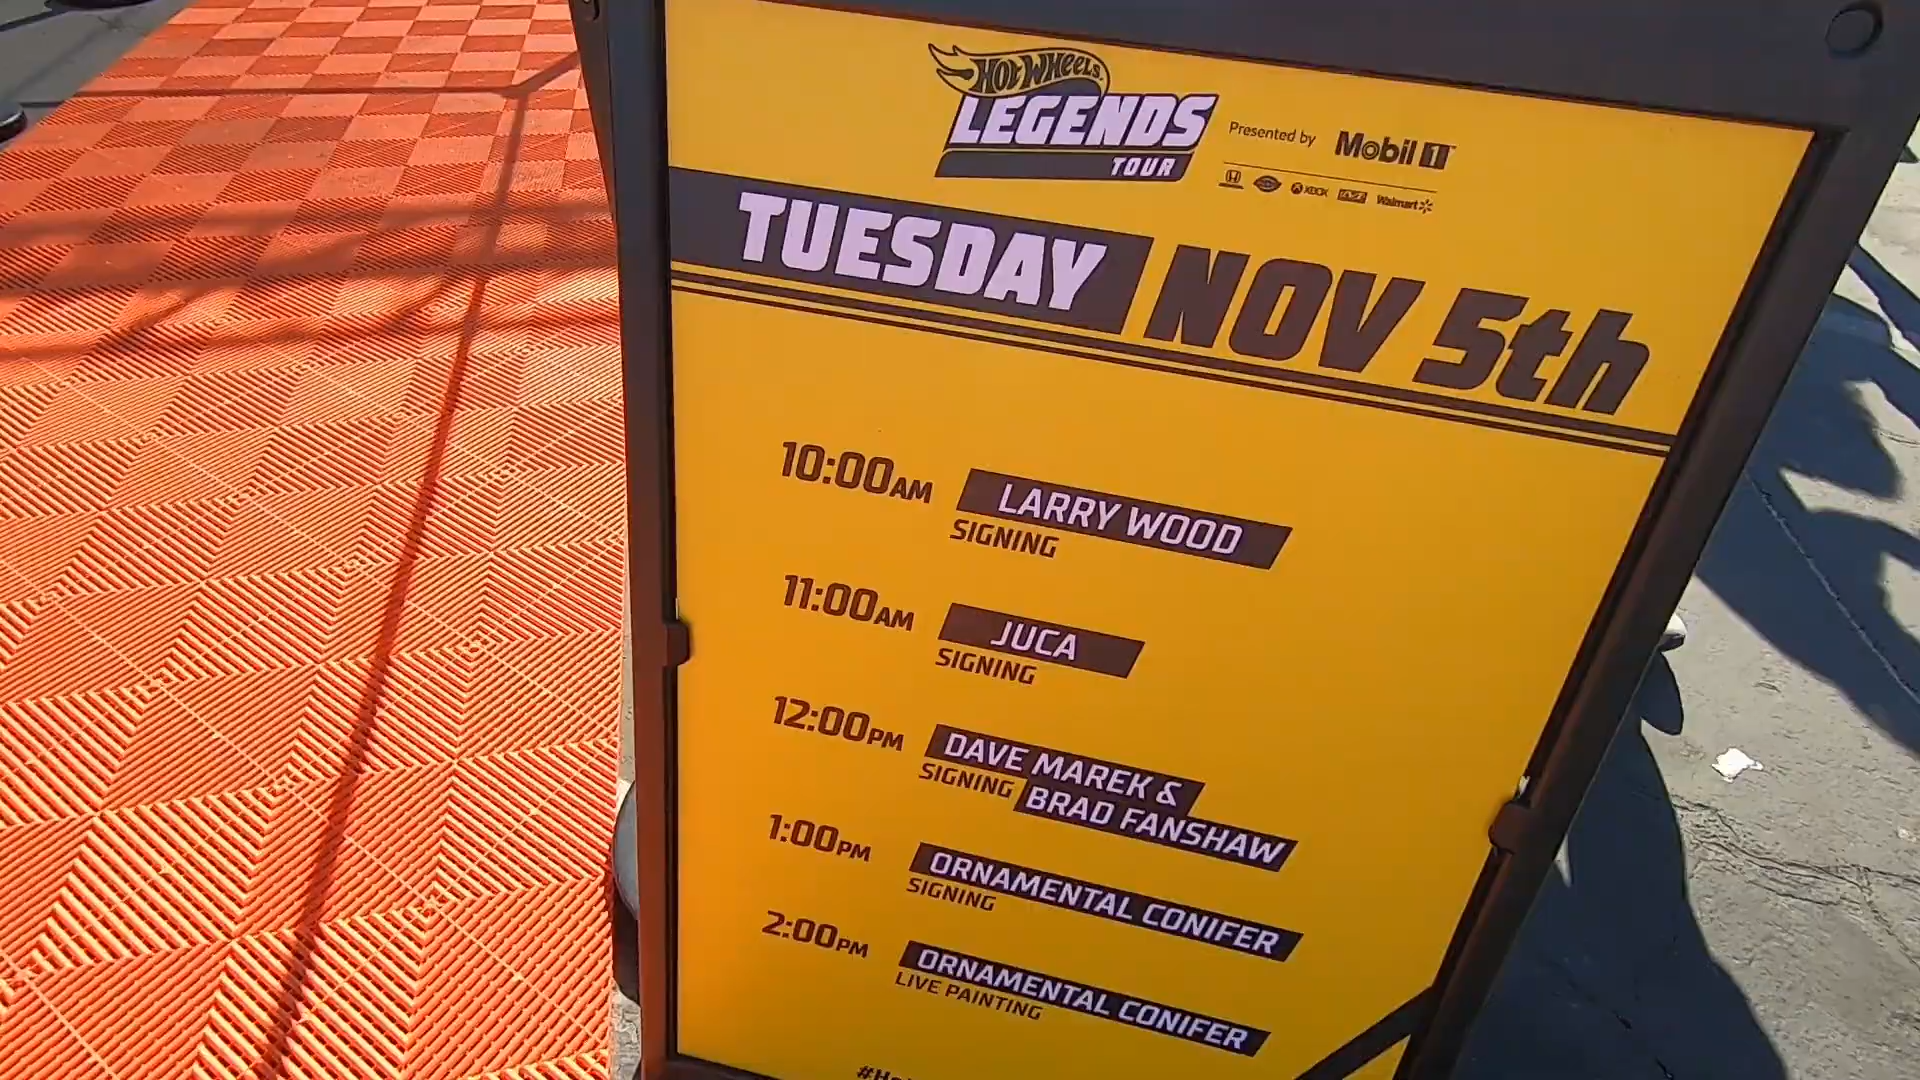 HOT WHEELS
LEGENDS
TOUR
Presented by Mobil 1
XBOX Walmart
TUESDAY NOV 5th
10:00AM LARRY WOOD
SIGNING
11:00AM JUCA
SIGNING
12:00PM DAVE MAREK &
SIGNING BRAD FANSHAW
1:00PM ORNAMENTAL CONIFER
SIGNING
2:00PM ORNAMENTAL CONIFER
LIVE PAINTING